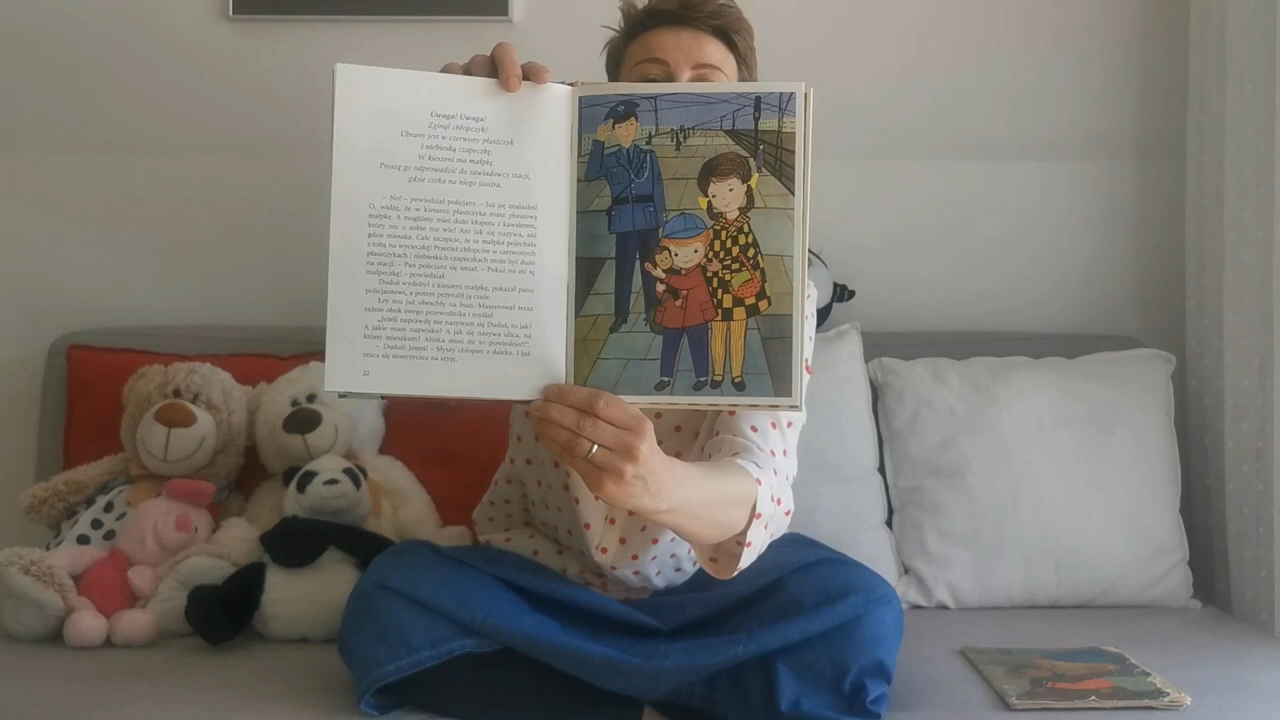 Uwaga! Uwaga!
Zginął chłopczyk!
Ubrany jest w czerwony płaszczyk
i niebieską czapeczkę.
W kieszeni ma małpkę.
Proszę go odprowadzić do zawiadowcy stacji,
gdzie czeka na niego siostra.
– No! – powiedział policjant. – Już się znalazłeś!
O, widzę, że w kieszeni płaszczyka masz pluszową
małpkę. A mogliśmy mieć dużo kłopotu z kawalerem,
który nic o sobie nie wie! Ani jak się nazywa, ani
gdzie mieszka. Całe szczęście, że ta małpka pojechała
z tobą na wycieczkę! Przecież chłopców w czerwonych
płaszczykach i niebieskich czapeczkach może być dużo
na stacji. – Pan policjant się śmiał. – Pokaż no mi tę
małpeczkę! – powiedział.
Duduś wydobył z kieszeni małpkę, pokazał panu
policjantowi, a potem przytulił ją czule.
Łzy mu już obeschły na buzi. Maszerował teraz
raźnie obok swego przewodnika i myślał:
„Jeżeli naprawdę nie nazywam się Duduś, to jak?
A jakie mam nazwisko? A jak się nazywa ulica, na
której mieszkam? Alinka musi mi to powiedzieć!"
– Duduś! Jesteś! – Słyszy chłopiec z daleka. I już
rzuca się siostrzyczce na szyję.
22